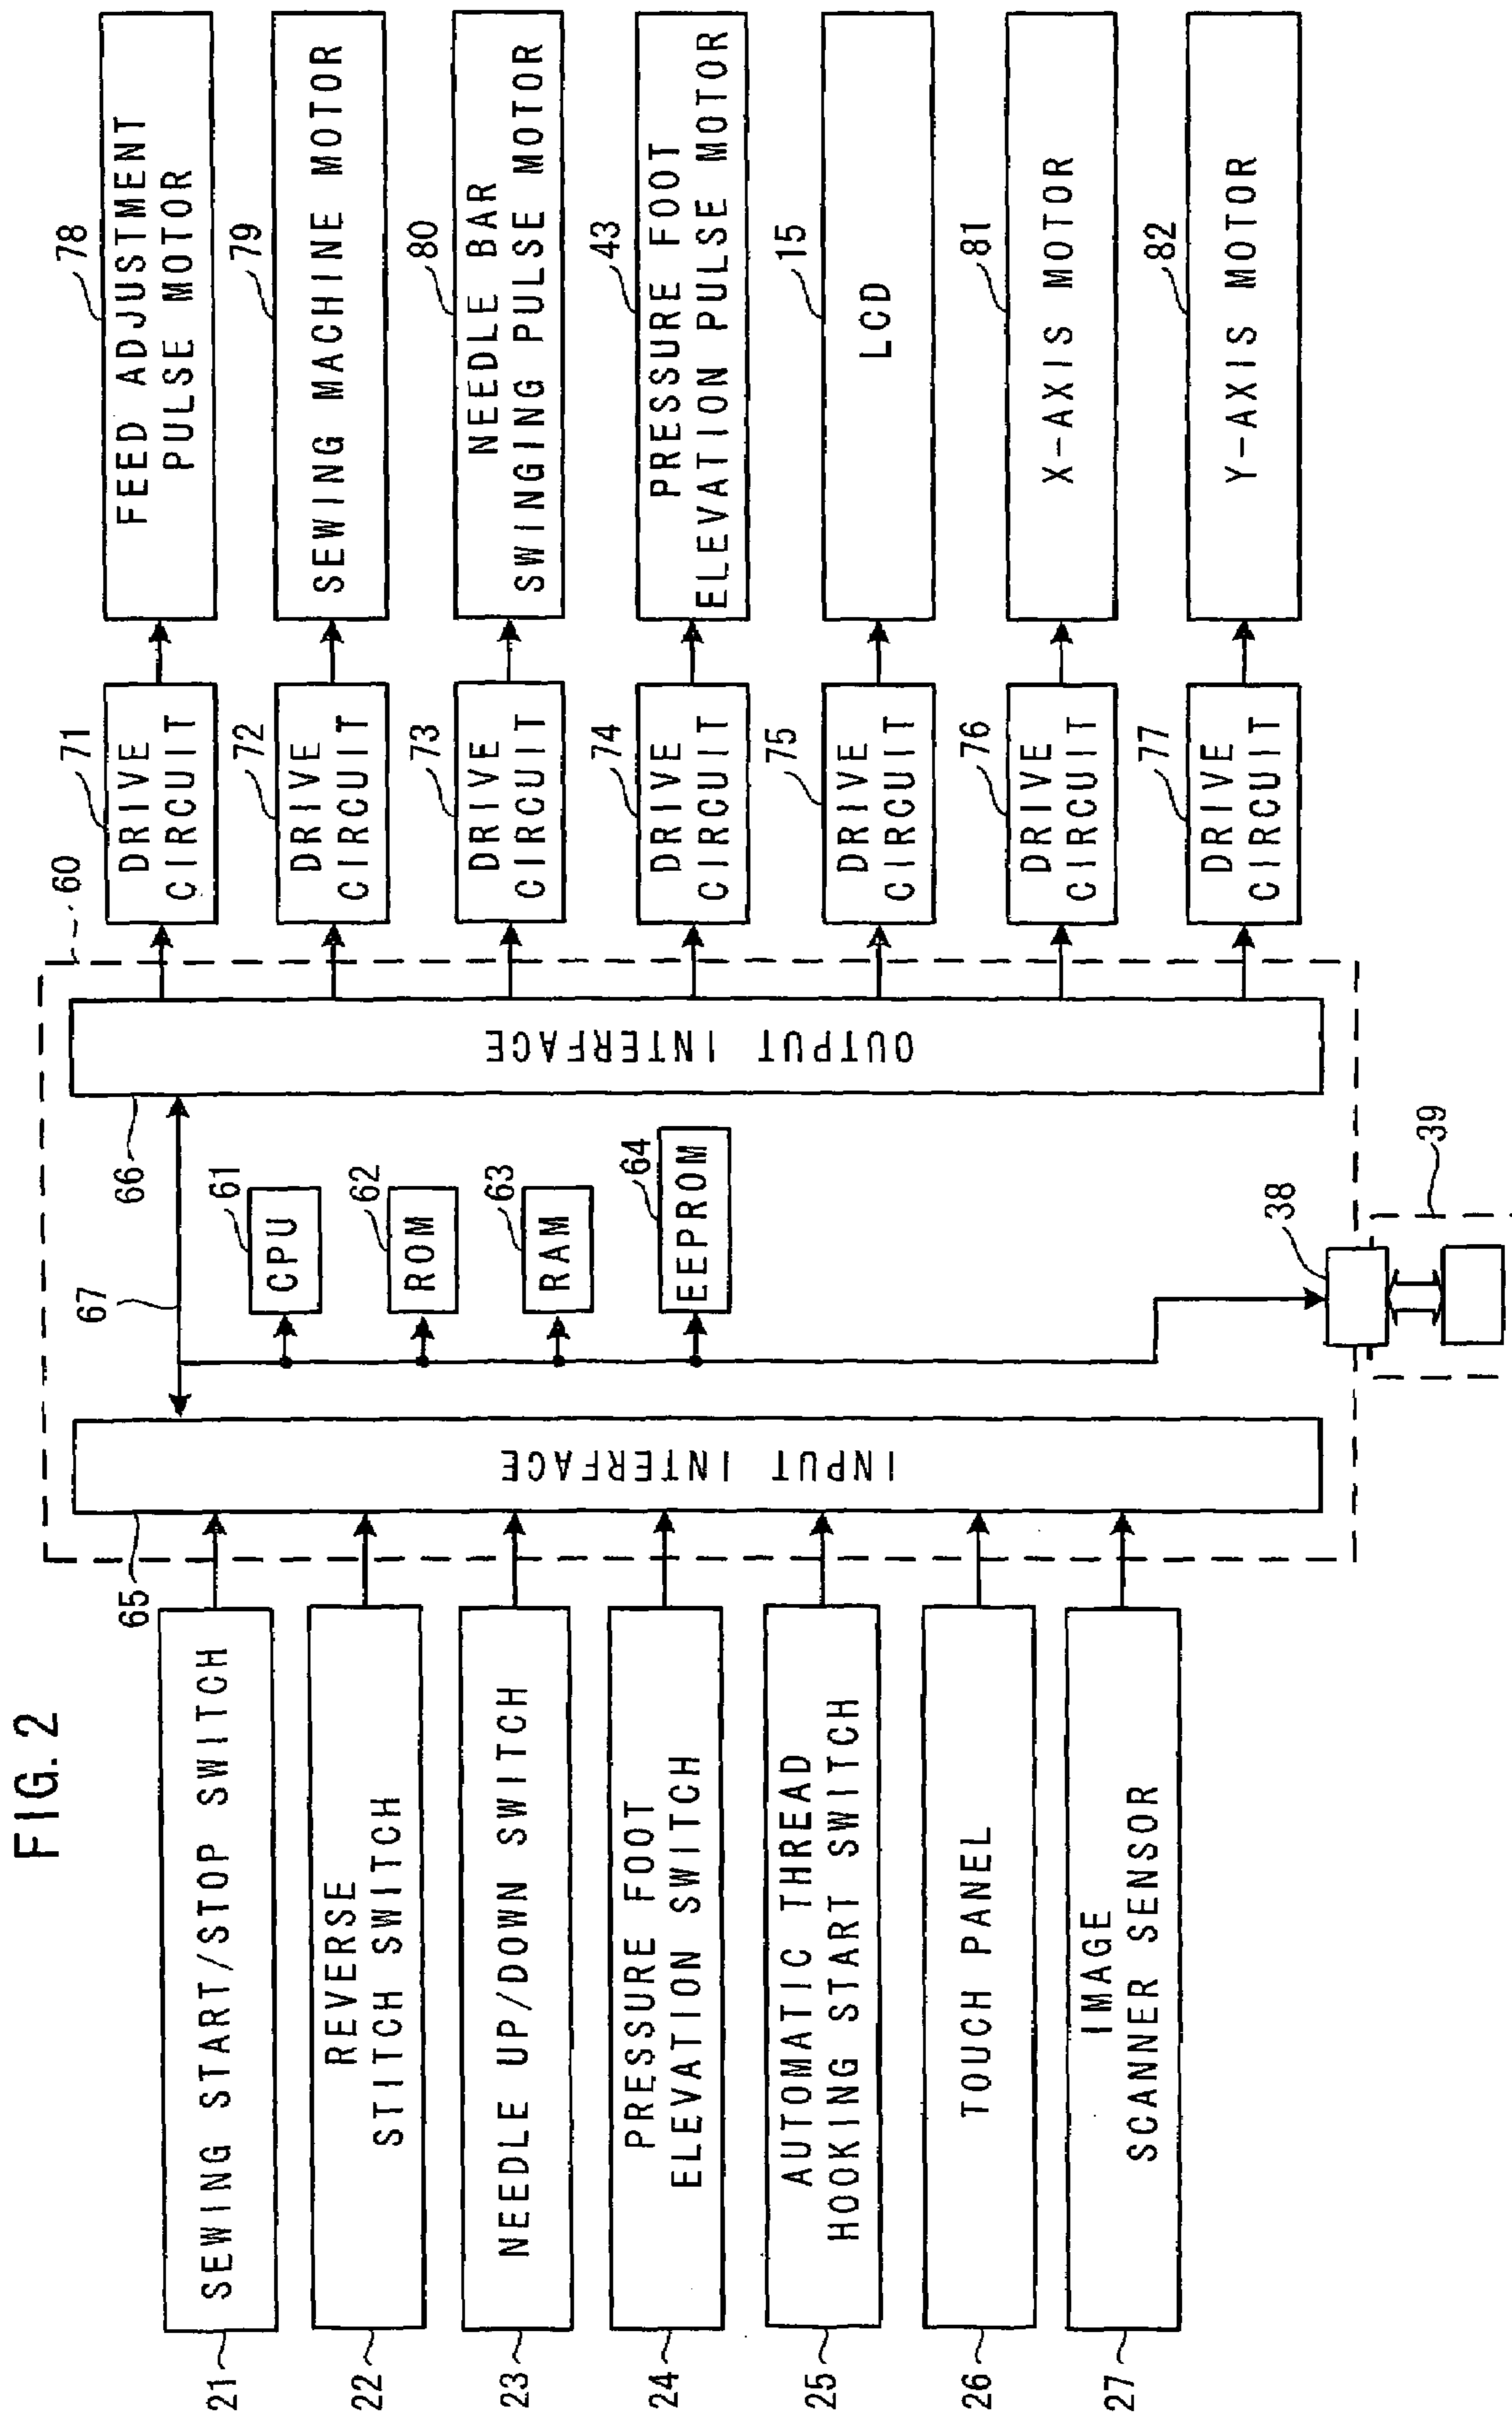 FIG. 2
21
SEWING START/STOP SWITCH
22
REVERSE
STITCH SWITCH
23
NEEDLE UP/DOWN SWITCH
24
PRESSURE FOOT
ELEVATION SWITCH
25
AUTOMATIC THREAD
HOOKING START SWITCH
26
TOUCH PANEL
27
IMAGE
SCANNER SENSOR
65
INPUT INTERFACE
67
61
CPU
62
ROM
63
RAM
64
EEPROM
38
39
66
OUTPUT INTERFACE
60
71
DRIVE
CIRCUIT
72
DRIVE
CIRCUIT
73
DRIVE
CIRCUIT
74
DRIVE
CIRCUIT
75
DRIVE
CIRCUIT
76
DRIVE
CIRCUIT
77
DRIVE
CIRCUIT
78
FEED ADJUSTMENT
PULSE MOTOR
79
SEWING MACHINE MOTOR
80
NEEDLE BAR
SWINGING PULSE MOTOR
43
PRESSURE FOOT
ELEVATION PULSE MOTOR
15
LCD
81
X-AXIS MOTOR
82
Y-AXIS MOTOR